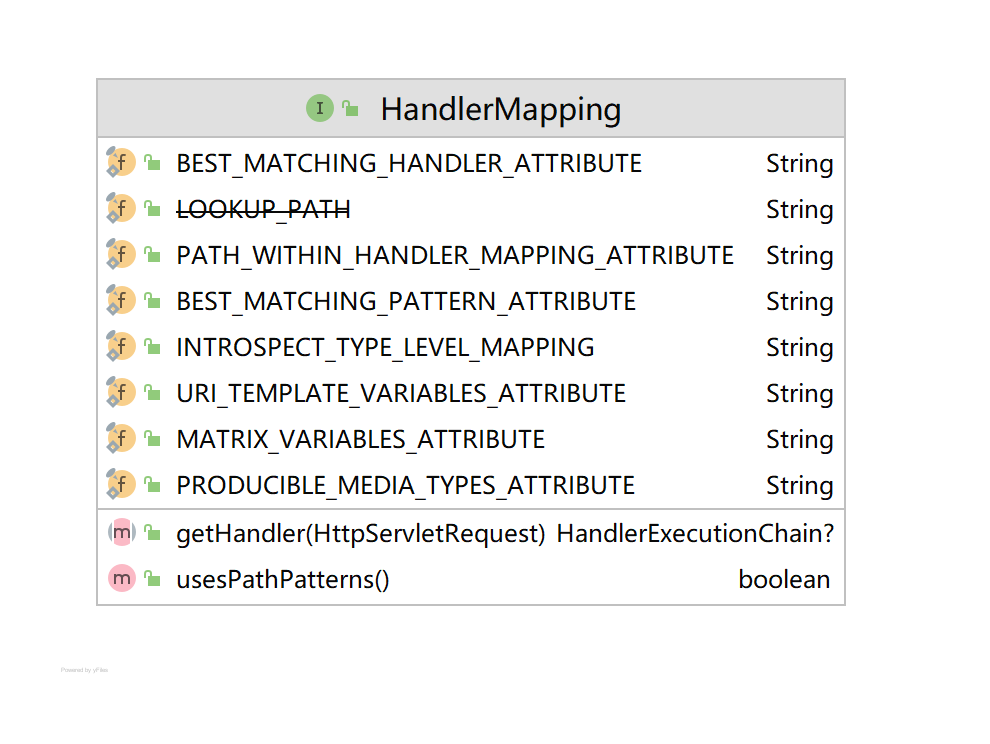 I HandlerMapping
f BEST_MATCHING_HANDLER_ATTRIBUTE String
f LOOKUP_PATH String
f PATH_WITHIN_HANDLER_MAPPING_ATTRIBUTE String
f BEST_MATCHING_PATTERN_ATTRIBUTE String
f INTROSPECT_TYPE_LEVEL_MAPPING String
f URI_TEMPLATE_VARIABLES_ATTRIBUTE String
f MATRIX_VARIABLES_ATTRIBUTE String
f PRODUCIBLE_MEDIA_TYPES_ATTRIBUTE String
m getHandler(HttpServletRequest) HandlerExecutionChain?
m usesPathPatterns() boolean
Powered by yFiles